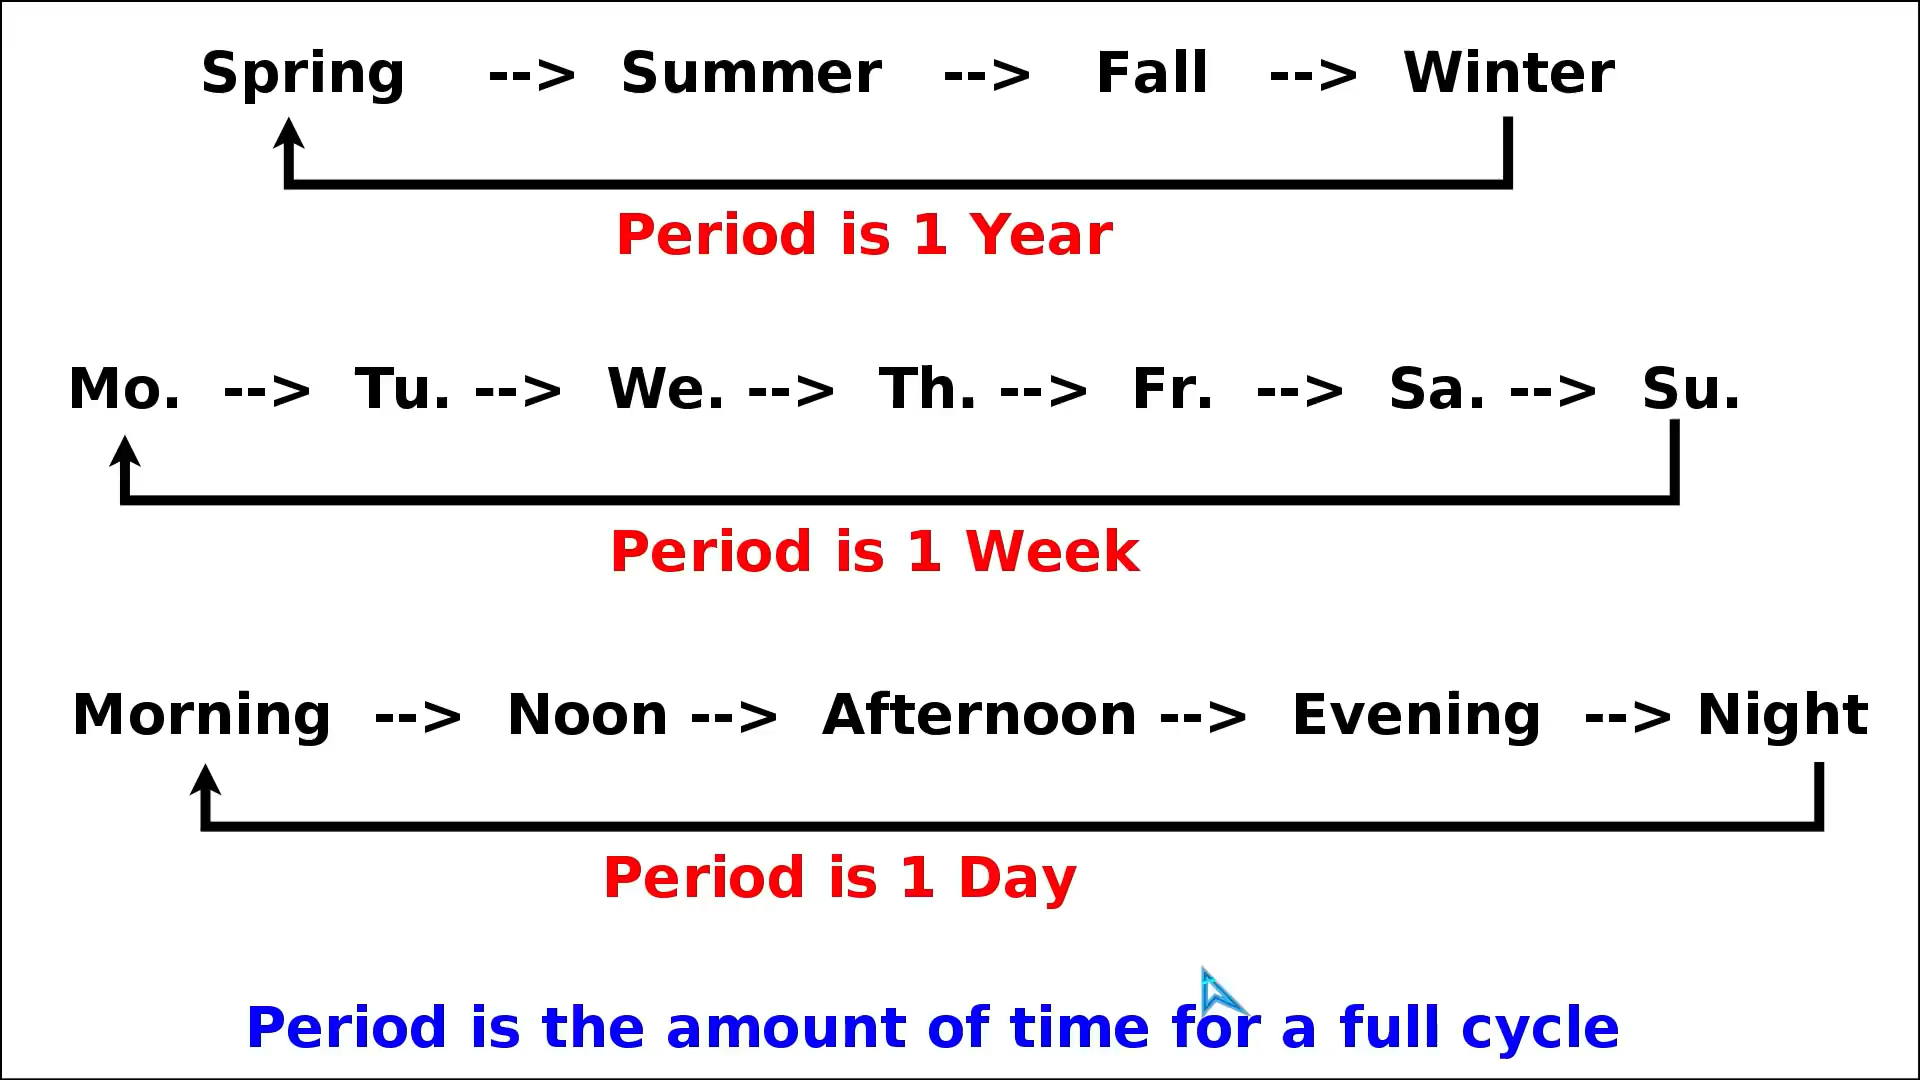 Spring --> Summer --> Fall --> Winter
Period is 1 Year
Mo. --> Tu. --> We. --> Th. --> Fr. --> Sa. --> Su.
Period is 1 Week
Morning --> Noon --> Afternoon --> Evening --> Night
Period is 1 Day
Period is the amount of time for a full cycle